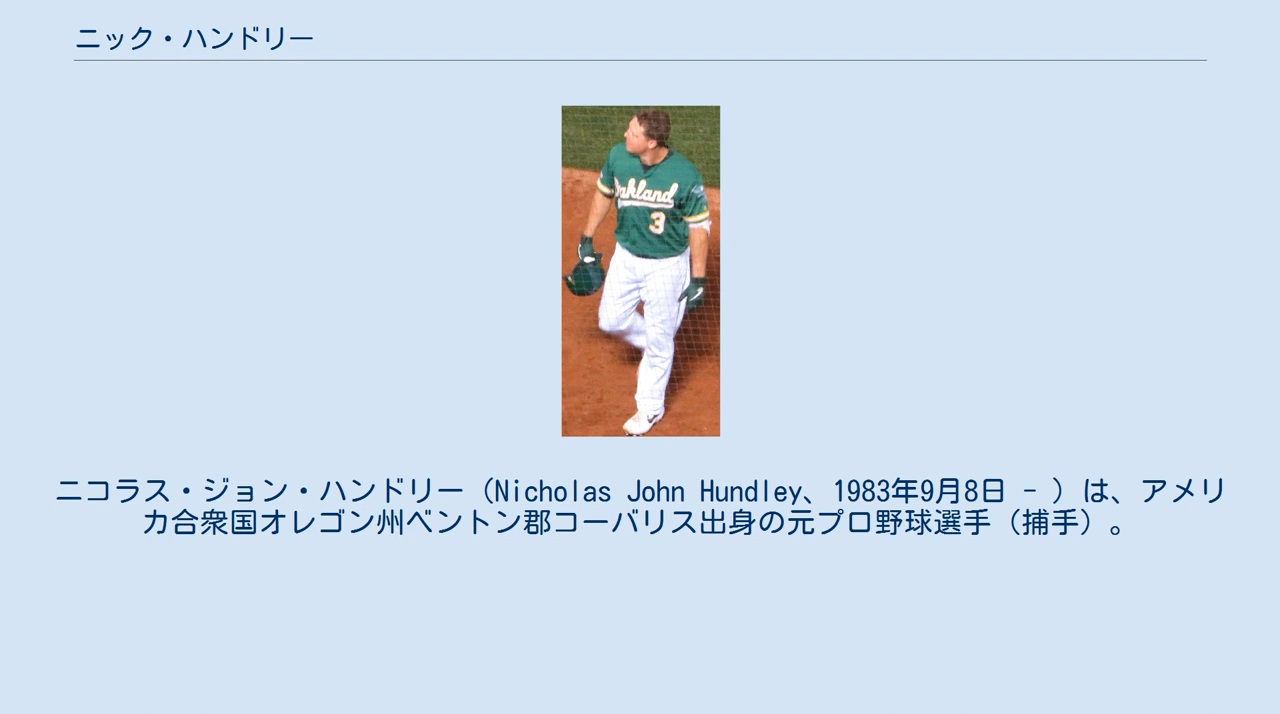 ニック・ハンドリー
Oakland
3
ニコラス・ジョン・ハンドリー（Nicholas John Hundley、1983年9月8日 - ）は、アメリ
カ合衆国オレゴン州ベントン郡コーバリス出身の元プロ野球選手（捕手）。